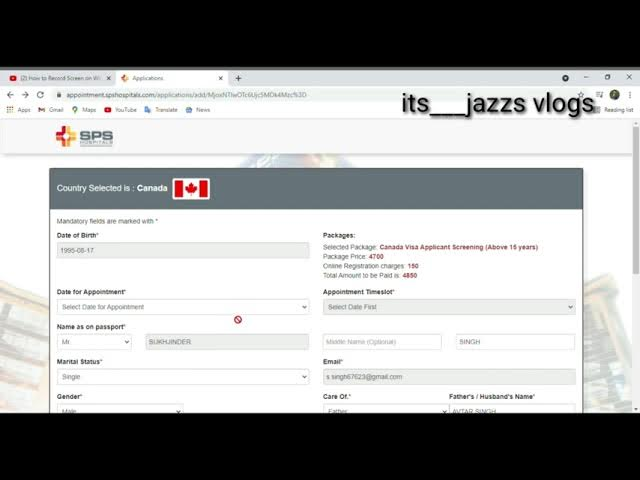 (2) How to Record Screen on Wi
Applications
appointment.spshospitals.com/applications/add/
its___jazzs vlogs
Apps
Gmail
Maps
YouTube
Translate
News
Reading list
SPS
HOSPITALS
Country Selected is : Canada
Mandatory fields are marked with *
Date of Birth*
1995-08-17
Packages:
Selected Package: Canada Visa Applicant Screening (Above 15 years)
Package Price: 4700
Online Registration charges: 150
Total Amount to be Paid is: 4850
Date for Appointment*
Select Date for Appointment
Appointment Timeslot*
Select Date First
Name as on passport*
Mr.
SUKHJINDER
Middle Name (Optional)
SINGH
Marital Status*
Single
Email*
s.singh67623@gmail.com
Gender*
Male
Care Of.*
Father
Father's / Husband's Name*
AVTAR SINGH